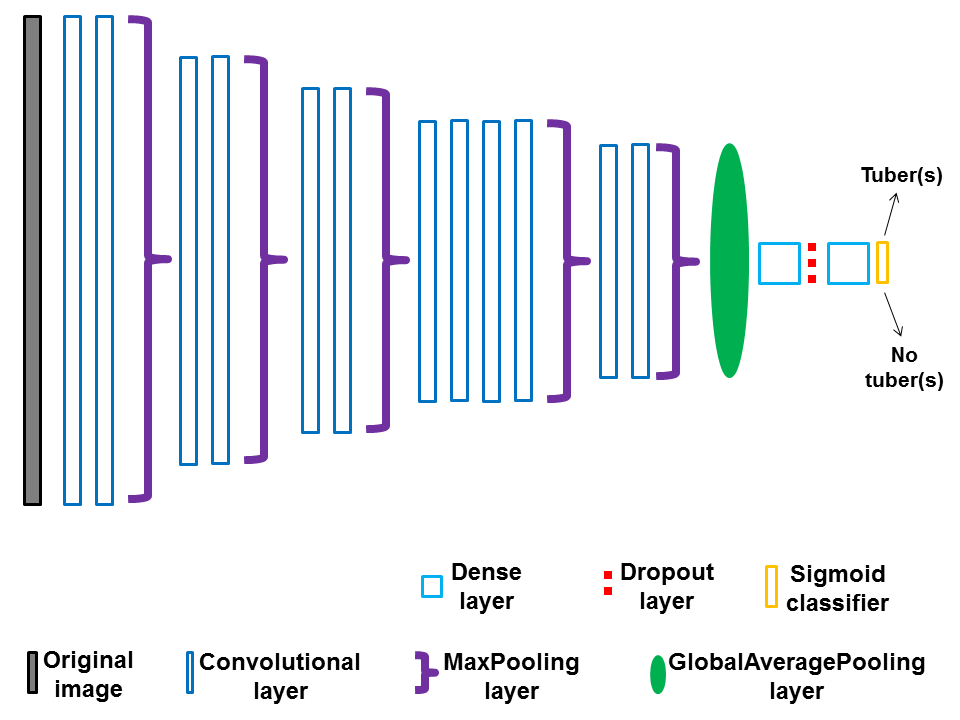 Tuber(s)
No
tuber(s)
Dense
layer
Dropout
layer
Sigmoid
classifier
Original
image
Convolutional
layer
MaxPooling
layer
GlobalAveragePooling
layer